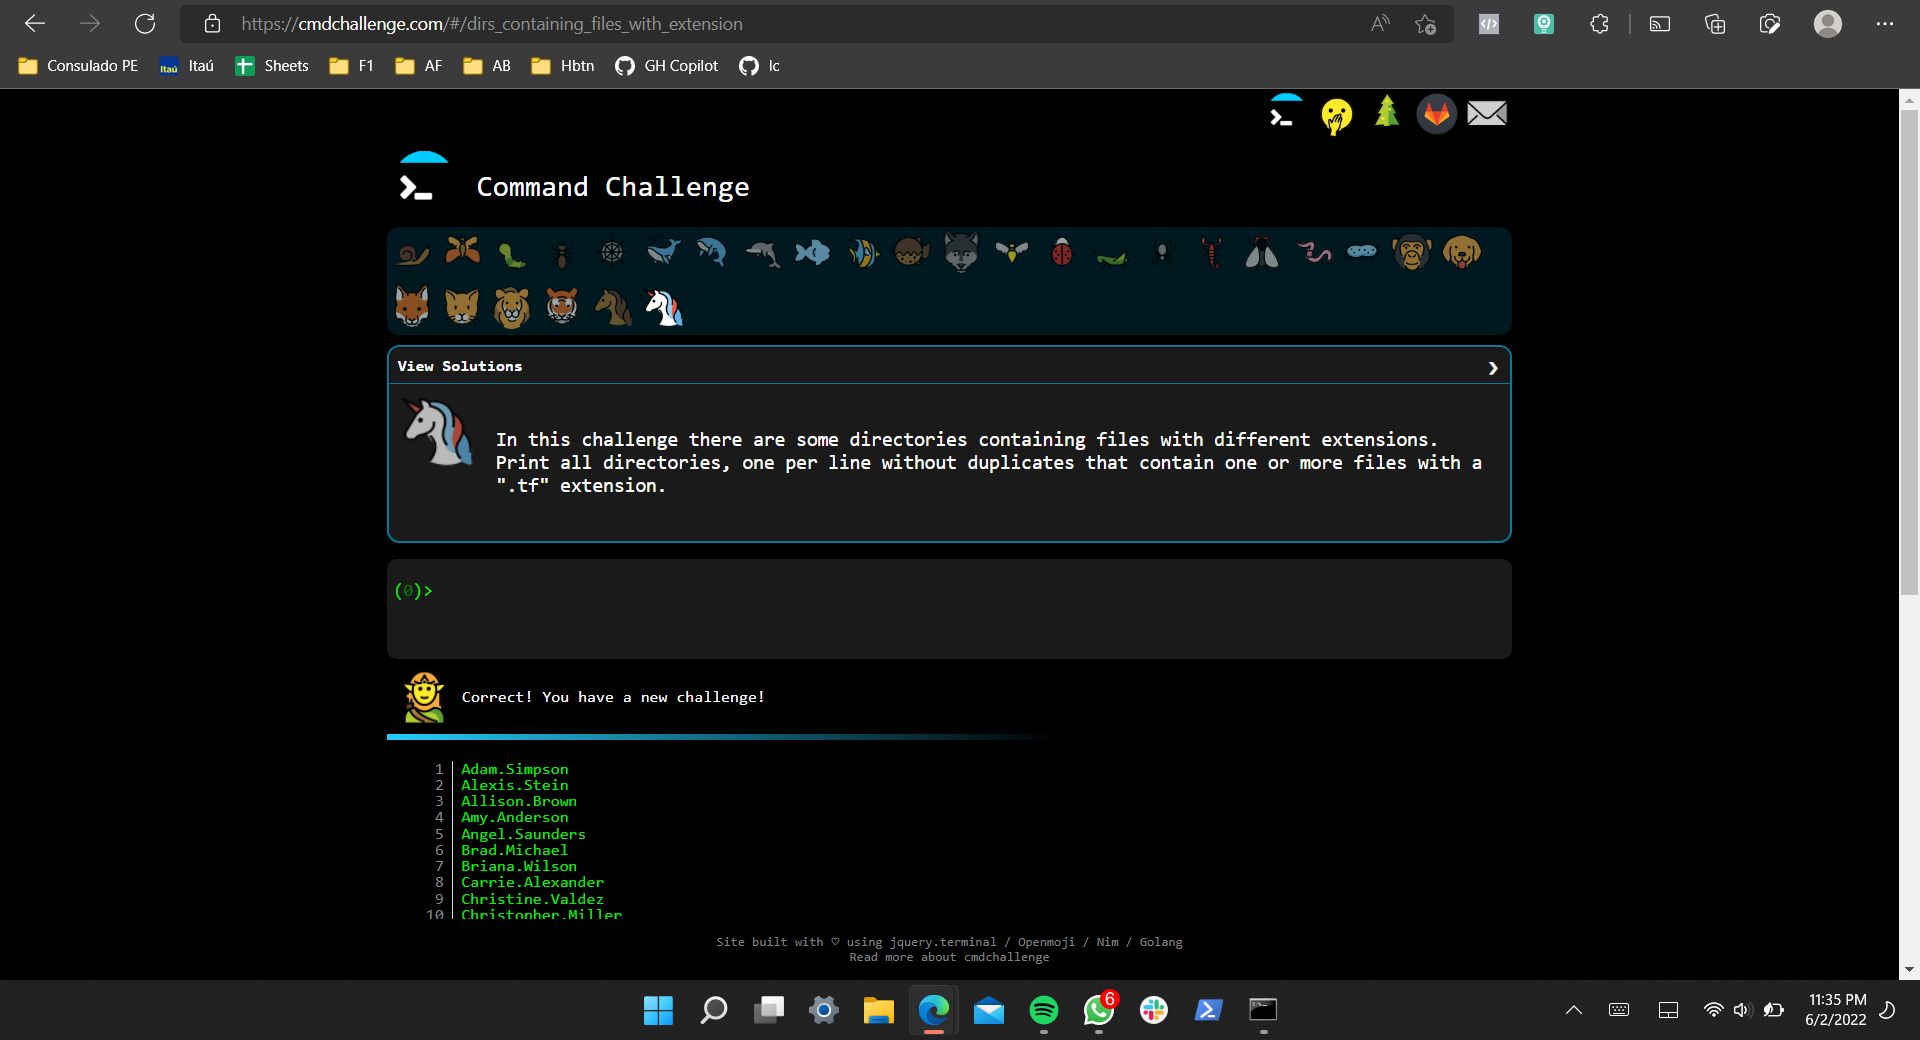 https://cmdchallenge.com/#/dirs_containing_files_with_extension
Consulado PE
Itaú
Itaú
Sheets
F1
AF
AB
Hbtn
GH Copilot
Ic
Command Challenge
View Solutions
In this challenge there are some directories containing files with different extensions.
Print all directories, one per line without duplicates that contain one or more files with a
".tf" extension.
(0)>
Correct! You have a new challenge!
1 Adam.Simpson
2 Alexis.Stein
3 Allison.Brown
4 Amy.Anderson
5 Angel.Saunders
6 Brad.Michael
7 Briana.Wilson
8 Carrie.Alexander
9 Christine.Valdez
10 Christopher.Miller
Site built with ♡ using jquery.terminal / Openmoji / Nim / Golang
Read more about cmdchallenge
6
11:35 PM
6/2/2022